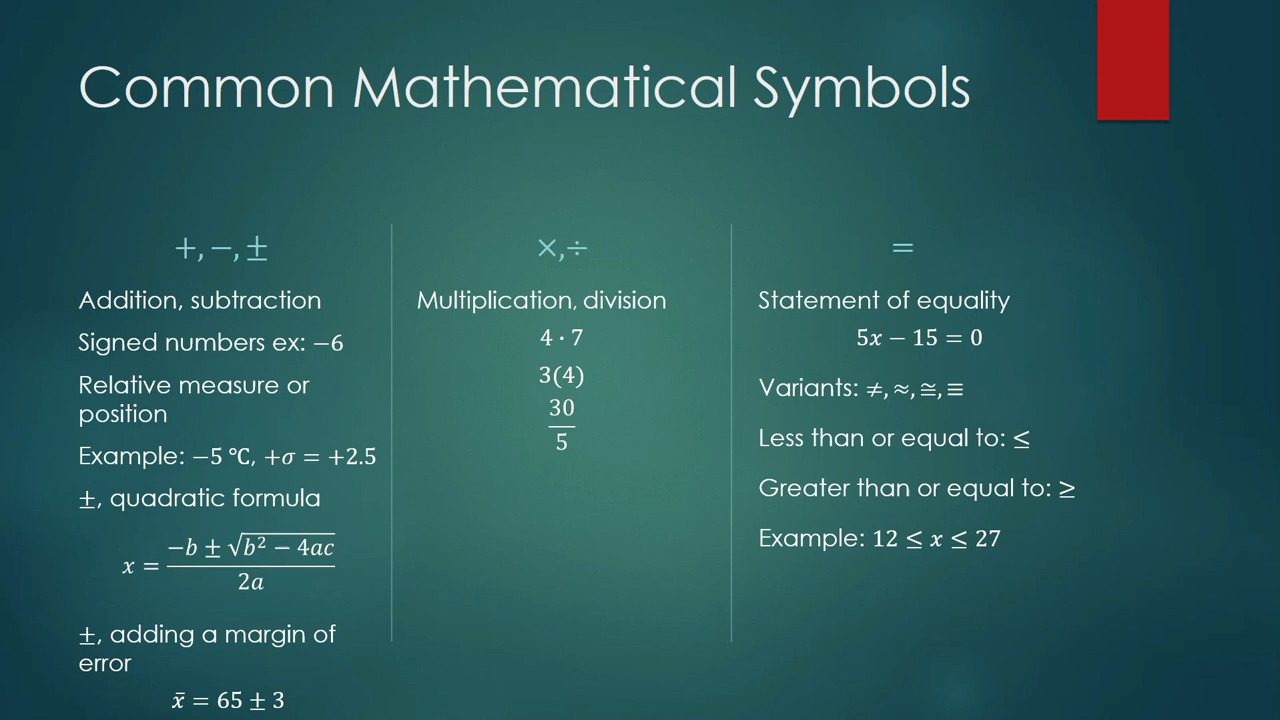 Common Mathematical Symbols
+, −, ±
Addition, subtraction
Signed numbers ex: −6
Relative measure or
position
Example: −5 ℃, +σ = +2.5
±, quadratic formula
x = \frac{−b ± \sqrt{b² − 4ac}}{2a}
±, adding a margin of
error
x̄ = 65 ± 3
×,÷
Multiplication, division
4 · 7
3(4)
30
5
=
Statement of equality
5x − 15 = 0
Variants: ≠, ≈, ≅, ≡
Less than or equal to: ≤
Greater than or equal to: ≥
Example: 12 ≤ x ≤ 27